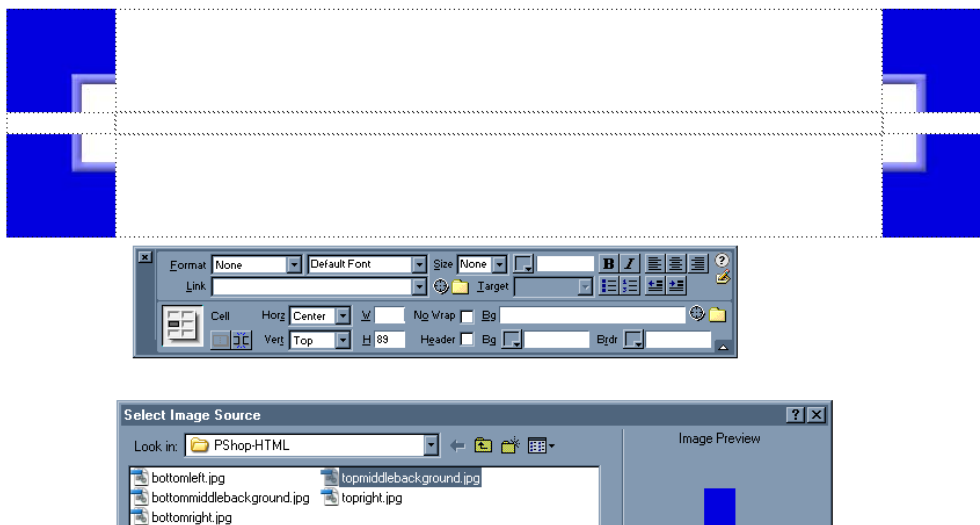 Format None Default Font Size None B I
Link Target
Cell Horz Center W No Wrap Bg
Vert Top H 89 Header Bg Brdr
Select Image Source
Look in: PShop-HTML Image Preview
bottomleft.jpg topmiddlebackground.jpg
bottommiddlebackground.jpg topright.jpg
bottomright.jpg